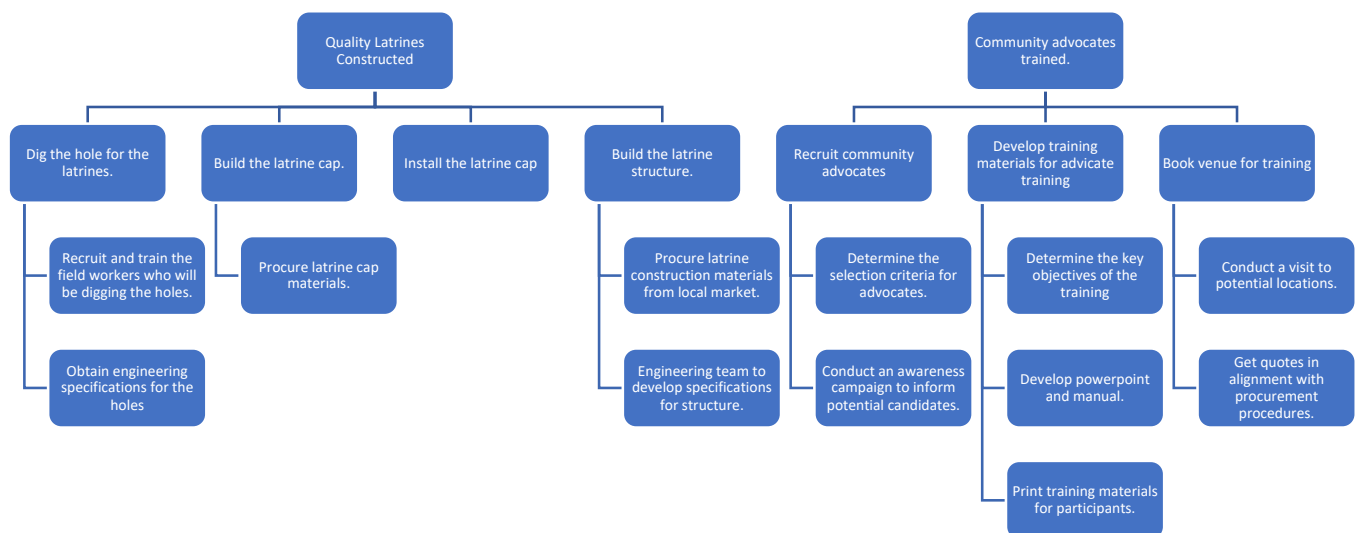 Quality Latrines
Constructed
Community advocates
trained.
Dig the hole for the
latrines.
Build the latrine cap.
Install the latrine cap
Build the latrine
structure.
Recruit community
advocates
Develop training
materials for advicate
training
Book venue for training
Recruit and train the
field workers who will
be digging the holes.
Procure latrine cap
materials.
Procure latrine
construction materials
from local market.
Determine the
selection criteria for
advocates.
Determine the key
objectives of the
training
Conduct a visit to
potential locations.
Obtain engineering
specifications for the
holes
Engineering team to
develop specifications
for structure.
Conduct an awareness
campaign to inform
potential candidates.
Develop powerpoint
and manual.
Get quotes in
alignment with
procurement
procedures.
Print training materials
for participants.